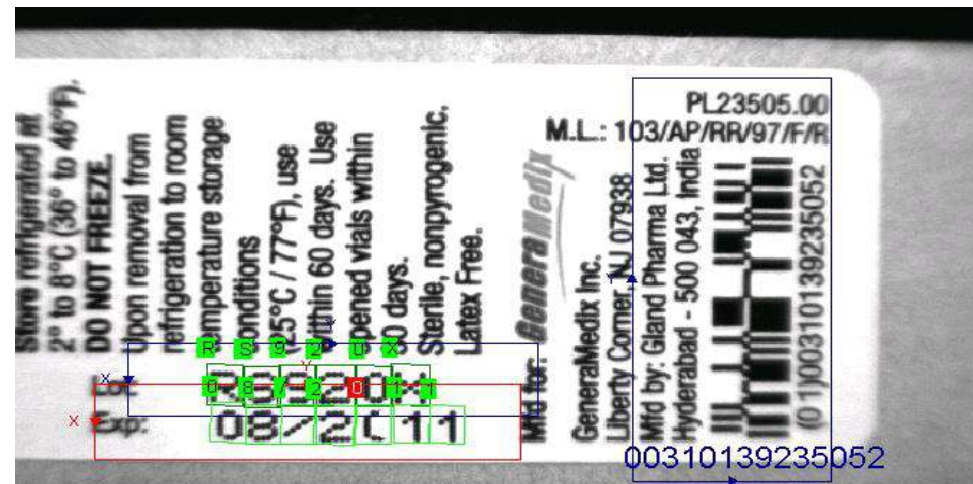 Store refrigerated at
2° to 8°C (36° to 46°F).
DO NOT FREEZE.
Upon removal from
refrigeration to room
temperature storage
conditions
(25°C / 77°F), use
within 60 days. Use
opened vials within
30 days.
Sterile, nonpyrogenic.
Latex Free.
Mfd for: GeneraMedix
GeneraMedix Inc.
Liberty Corner, NJ 07938
Mfd by: Gland Pharma Ltd.
Hyderabad - 500 043, India
PL23505.00
M.L.: 103/AP/RR/97/F/R
(01)00310139235052
00310139235052
Lot:
Exp: 08/2011